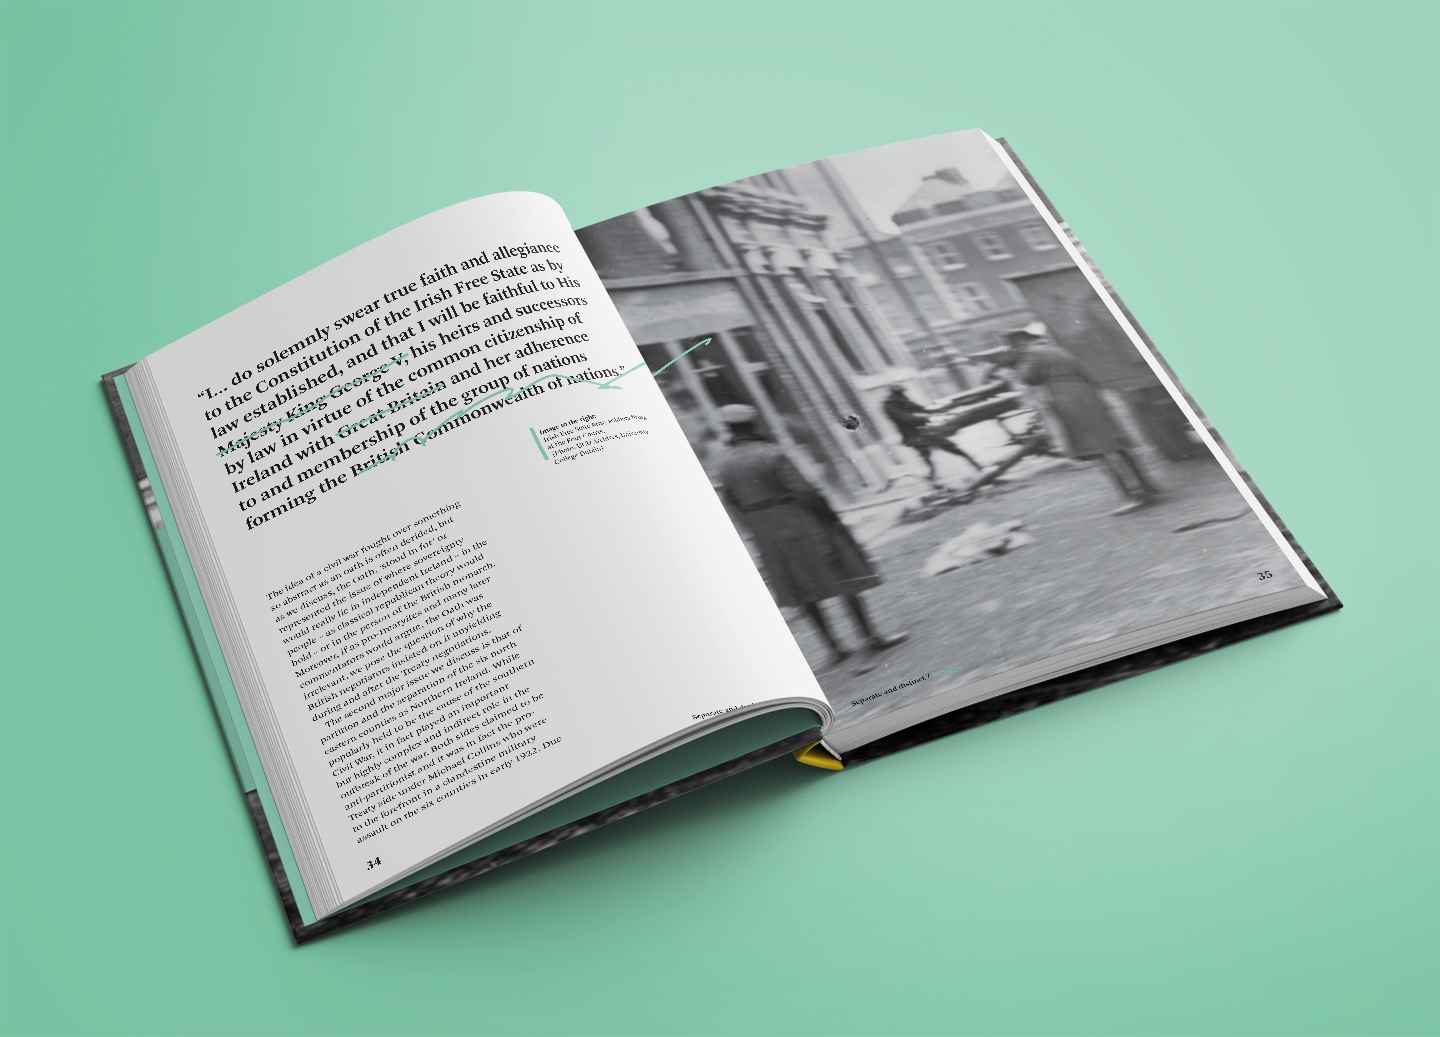 “I… do solemnly swear true faith and allegiance
to the Constitution of the Irish Free State as by
law established, and that I will be faithful to His
Majesty King George V, his heirs and successors
by law in virtue of the common citizenship of
Ireland with Great Britain and her adherence
to and membership of the group of nations
forming the British Commonwealth of nations.”
Image to the right:
Irish Free State Army soldiers firing
at the Four Courts.
(Photo: UCD Archives, University
College Dublin)
The idea of a civil war fought over something
so abstract as an oath is often derided, but
as we discuss, the Oath, ‘stood in for’ or
represented the issue of where sovereignty
would really lie in independent Ireland – in the
people – as classical republican theory would
hold – or in the person of the British monarch.
Moreover, if as pro-Treatyites and many later
commentators would argue, the Oath was
irrelevant, we pose the question of why the
British negotiators insisted on it unyielding
during and after the Treaty negotiations.
The second major issue we discuss is that of
partition and the separation of the six north
eastern counties as Northern Ireland. While
popularly held to be the cause of the southern
Civil War, it in fact played an important
but highly complex and indirect role in the
outbreak of the war. Both sides claimed to be
anti-partitionist and it was in fact the pro-
Treaty side under Michael Collins who were
to the forefront in a clandestine military
assault on the six counties in early 1922. Due
34
Separate and
Separate and distinct /
35